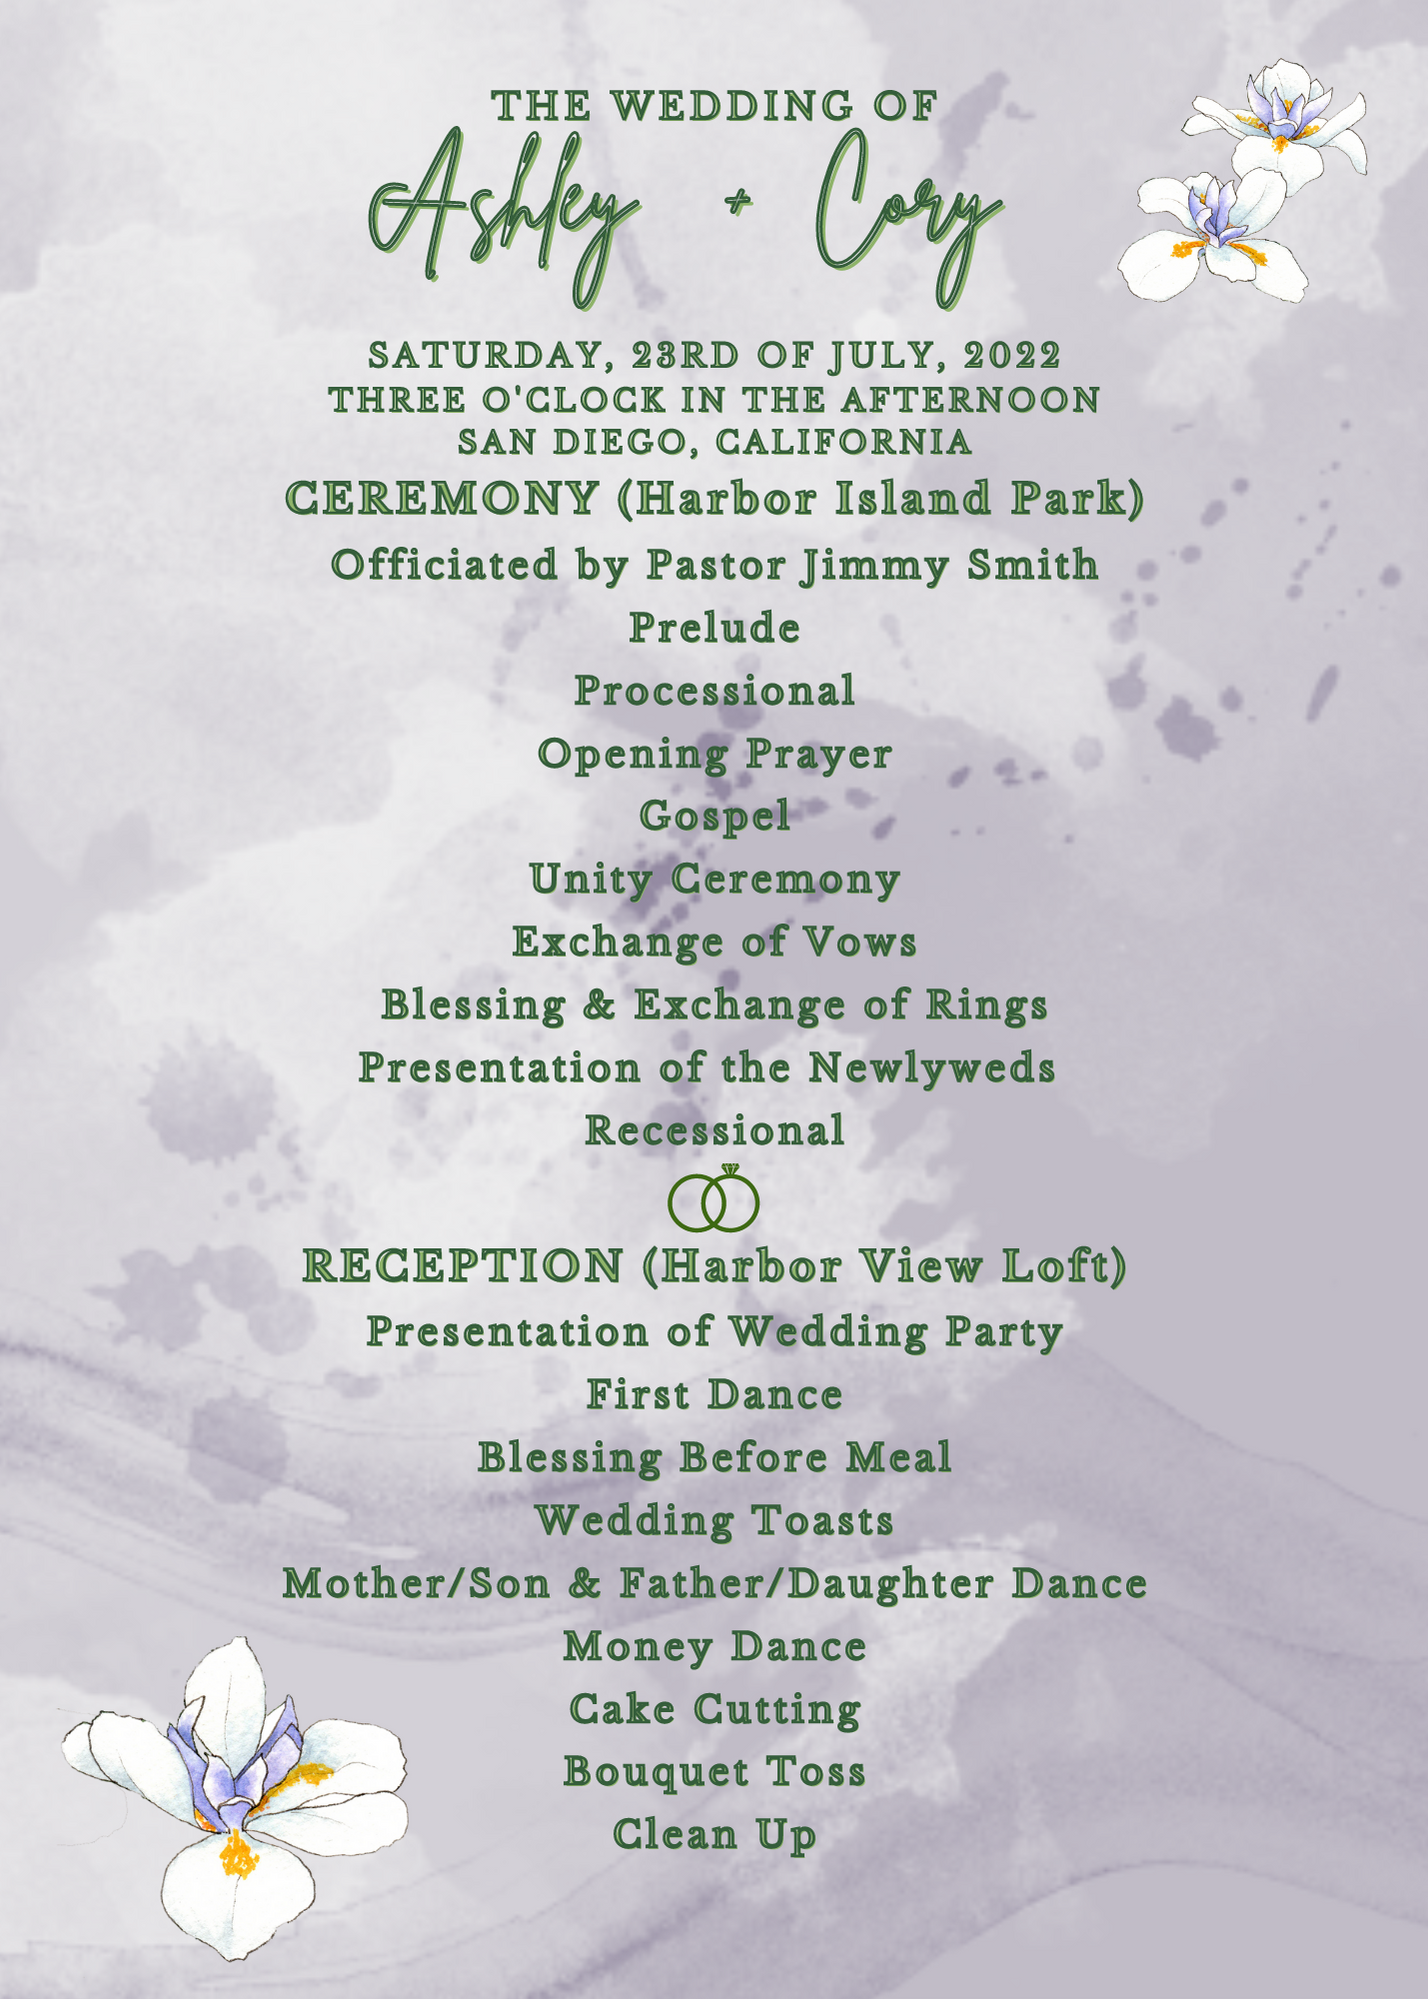 THE WEDDING OF
Ashley + Cory
SATURDAY, 23RD OF JULY, 2022
THREE O'CLOCK IN THE AFTERNOON
SAN DIEGO, CALIFORNIA
CEREMONY (Harbor Island Park)
Officiated by Pastor Jimmy Smith
Prelude
Processional
Opening Prayer
Gospel
Unity Ceremony
Exchange of Vows
Blessing & Exchange of Rings
Presentation of the Newlyweds
Recessional
RECEPTION (Harbor View Loft)
Presentation of Wedding Party
First Dance
Blessing Before Meal
Wedding Toasts
Mother/Son & Father/Daughter Dance
Money Dance
Cake Cutting
Bouquet Toss
Clean Up